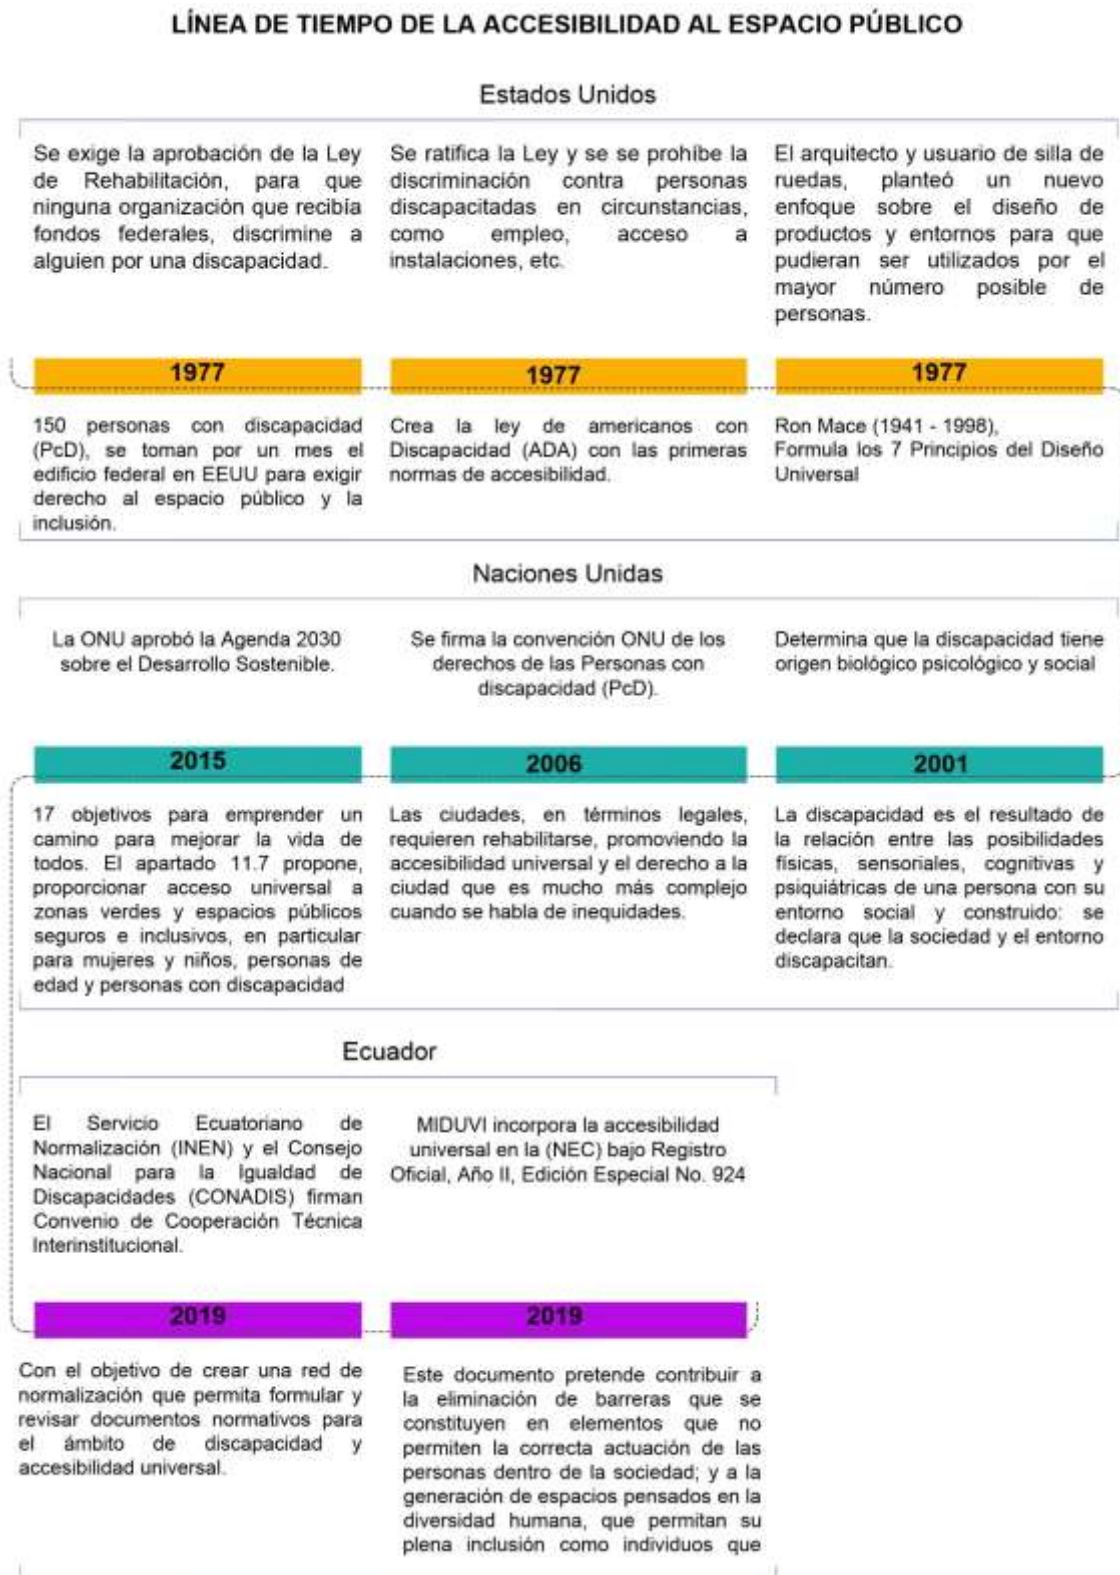 LÍNEA DE TIEMPO DE LA ACCESIBILIDAD AL ESPACIO PÚBLICO
Estados Unidos
Se exige la aprobación de la Ley
de Rehabilitación, para que
ninguna organización que recibía
fondos federales, discrimine a
alguien por una discapacidad.
1977
150 personas con discapacidad
(PcD), se toman por un mes el
edificio federal en EEUU para exigir
derecho al espacio público y la
inclusión.
Se ratifica la Ley y se se prohíbe la
discriminación contra personas
discapacitadas en circunstancias,
como empleo, acceso a
instalaciones, etc.
1977
Crea la ley de americanos con
Discapacidad (ADA) con las primeras
normas de accesibilidad.
El arquitecto y usuario de silla de
ruedas, planteó un nuevo
enfoque sobre el diseño de
productos y entornos para que
pudieran ser utilizados por el
mayor número posible de
personas.
1977
Ron Mace (1941 - 1998),
Formula los 7 Principios del Diseño
Universal
Naciones Unidas
La ONU aprobó la Agenda 2030
sobre el Desarrollo Sostenible.
2015
17 objetivos para emprender un
camino para mejorar la vida de
todos. El apartado 11.7 propone,
proporcionar acceso universal a
zonas verdes y espacios públicos
seguros e inclusivos, en particular
para mujeres y niños, personas de
edad y personas con discapacidad
Se firma la convención ONU de los
derechos de las Personas con
discapacidad (PcD).
2006
Las ciudades, en términos legales,
requieren rehabilitarse, promoviendo la
accesibilidad universal y el derecho a la
ciudad que es mucho más complejo
cuando se habla de inequidades.
Determina que la discapacidad tiene
origen biológico psicológico y social
2001
La discapacidad es el resultado de
la relación entre las posibilidades
físicas, sensoriales, cognitivas y
psiquiátricas de una persona con su
entorno social y construido: se
declara que la sociedad y el entorno
discapacitan.
Ecuador
El Servicio Ecuatoriano de
Normalización (INEN) y el Consejo
Nacional para la Igualdad de
Discapacidades (CONADIS) firman
Convenio de Cooperación Técnica
Interinstitucional.
2019
Con el objetivo de crear una red de
normalización que permita formular y
revisar documentos normativos para
el ámbito de discapacidad y
accesibilidad universal.
MIDUVI incorpora la accesibilidad
universal en la (NEC) bajo Registro
Oficial, Año II, Edición Especial No. 924
2019
Este documento pretende contribuir a
la eliminación de barreras que se
constituyen en elementos que no
permiten la correcta actuación de las
personas dentro de la sociedad; y a la
generación de espacios pensados en la
diversidad humana, que permitan su
plena inclusión como individuos que